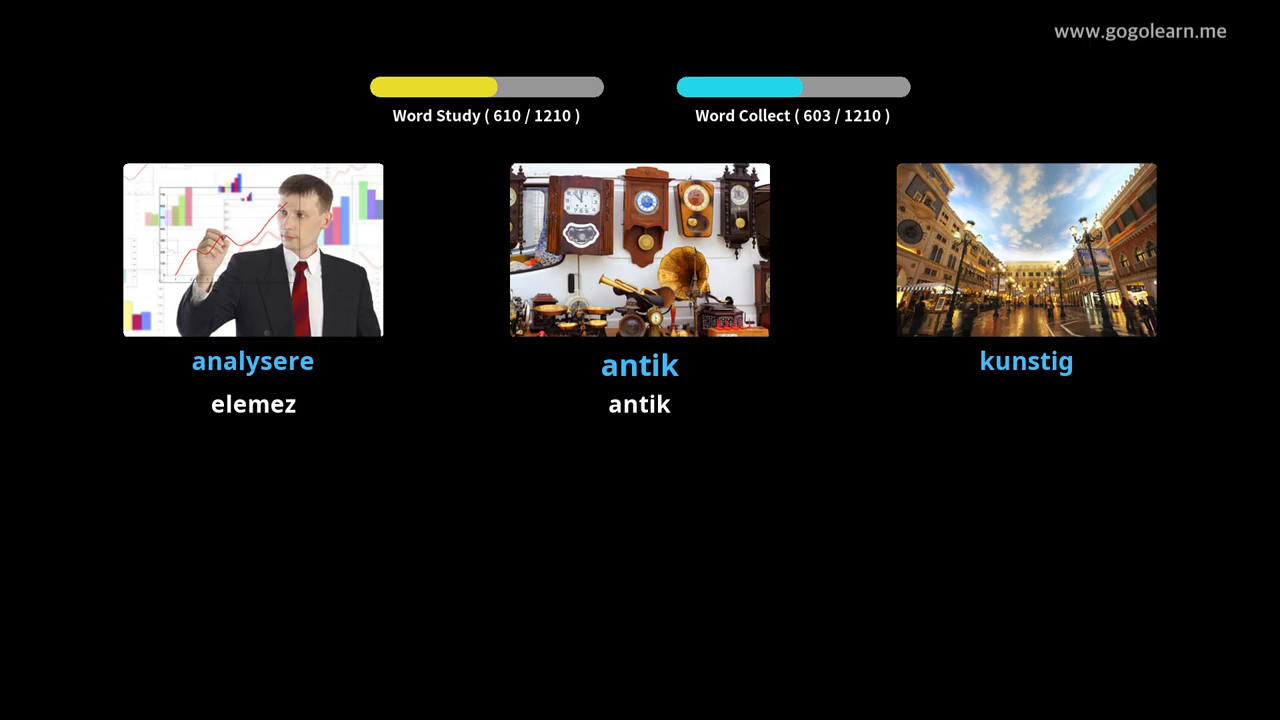 www.gogolearn.me
Word Study ( 610 / 1210 )
Word Collect ( 603 / 1210 )
analysere
antik
kunstig
elemez
antik